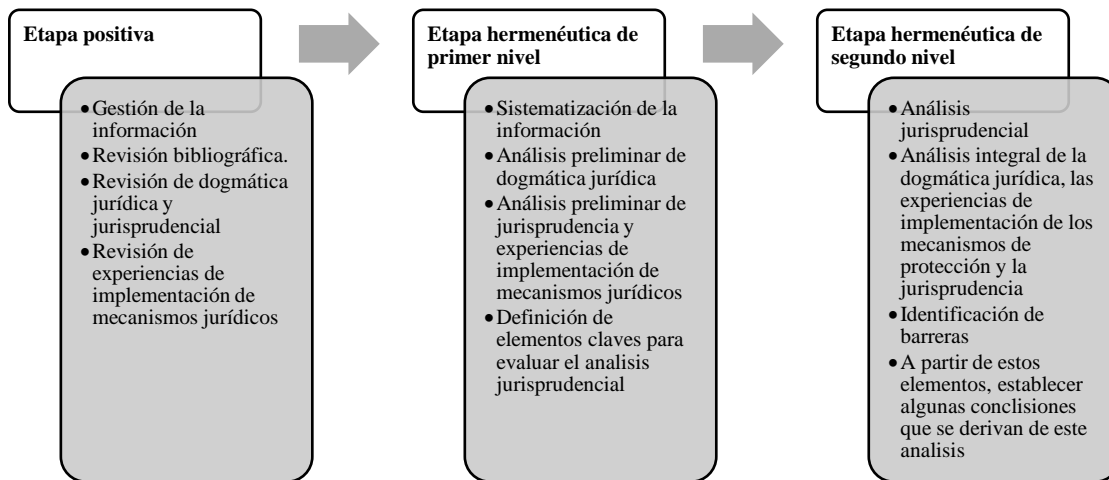 Etapa positiva
• Gestión de la
información
• Revisión bibliográfica.
• Revisión de dogmática
jurídica y
jurisprudencial
• Revisión de
experiencias de
implementación de
mecanismos jurídicos
Etapa hermenéutica de
primer nivel
• Sistematización de la
información
• Análisis preliminar de
dogmática jurídica
• Análisis preliminar de
jurisprudencia y
experiencias de
implementación de
mecanismos jurídicos
• Definición de
elementos claves para
evaluar el analisis
jurisprudencial
Etapa hermenéutica de
segundo nivel
• Análisis
jurisprudencial
• Análisis integral de la
dogmática jurídica, las
experiencias de
implementación de los
mecanismos de
protección y la
jurisprudencia
• Identificación de
barreras
• A partir de estos
elementos, establecer
algunas conclisiones
que se derivan de este
analisis